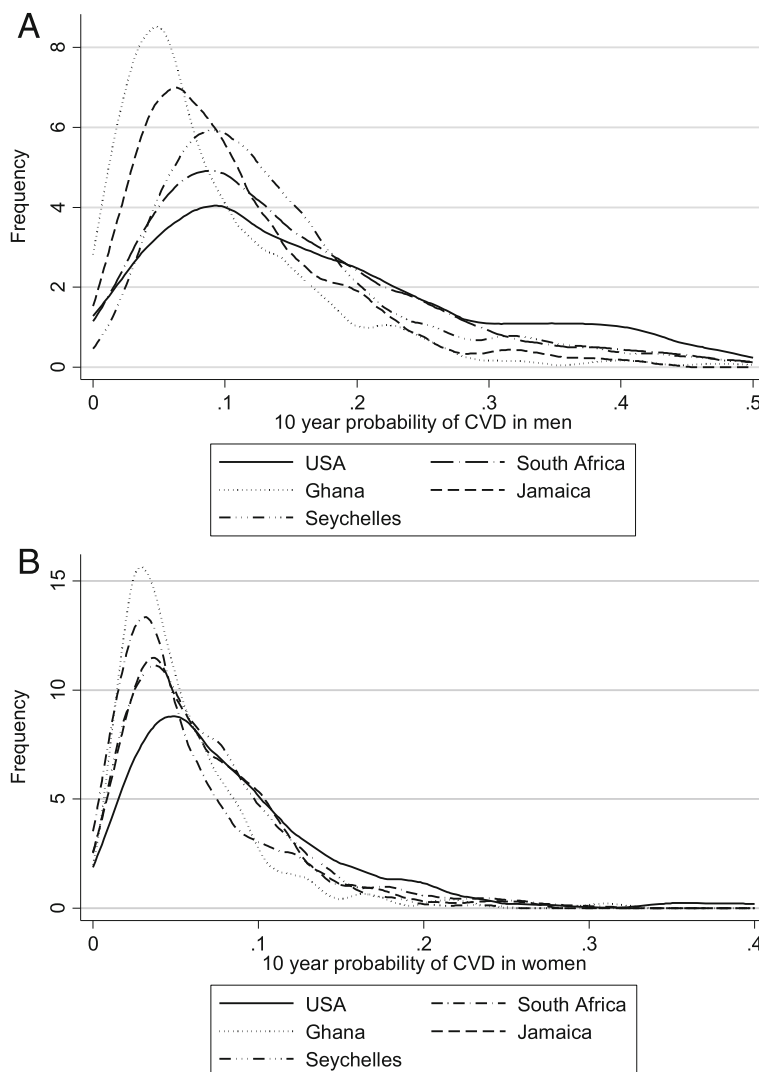 A
Frequency
8
6
4
2
0
0 .1 .2 .3 .4 .5
10 year probability of CVD in men
USA South Africa
Ghana Jamaica
Seychelles
B
Frequency
15
10
5
0
0 .1 .2 .3 .4
10 year probability of CVD in women
USA South Africa
Ghana Jamaica
Seychelles